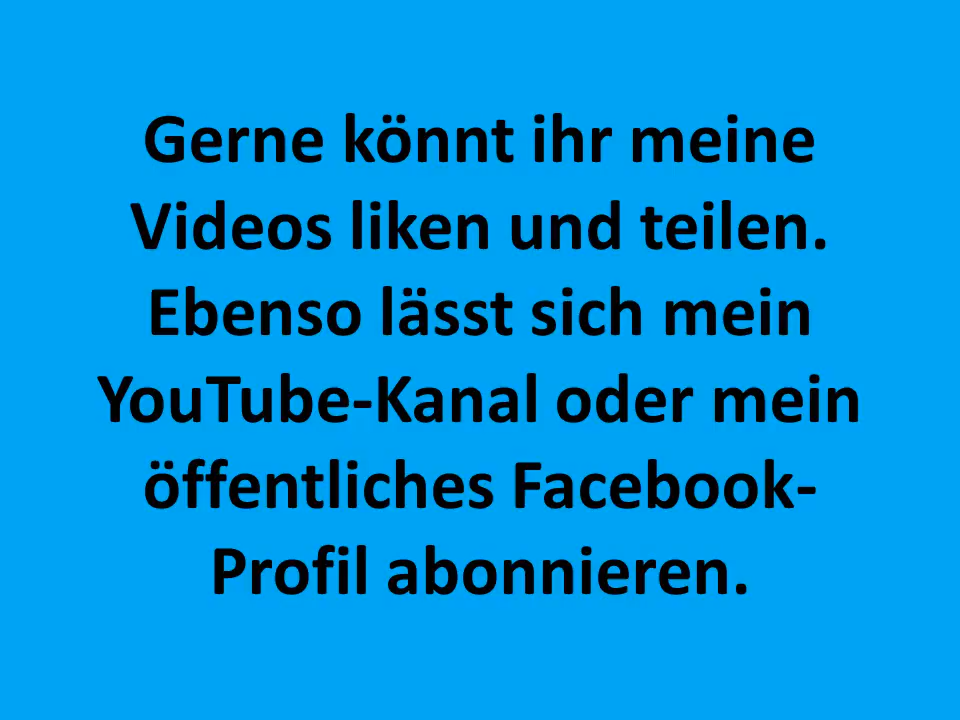 Gerne könnt ihr meine
Videos liken und teilen.
Ebenso lässt sich mein
YouTube-Kanal oder mein
öffentliches Facebook-
Profil abonnieren.